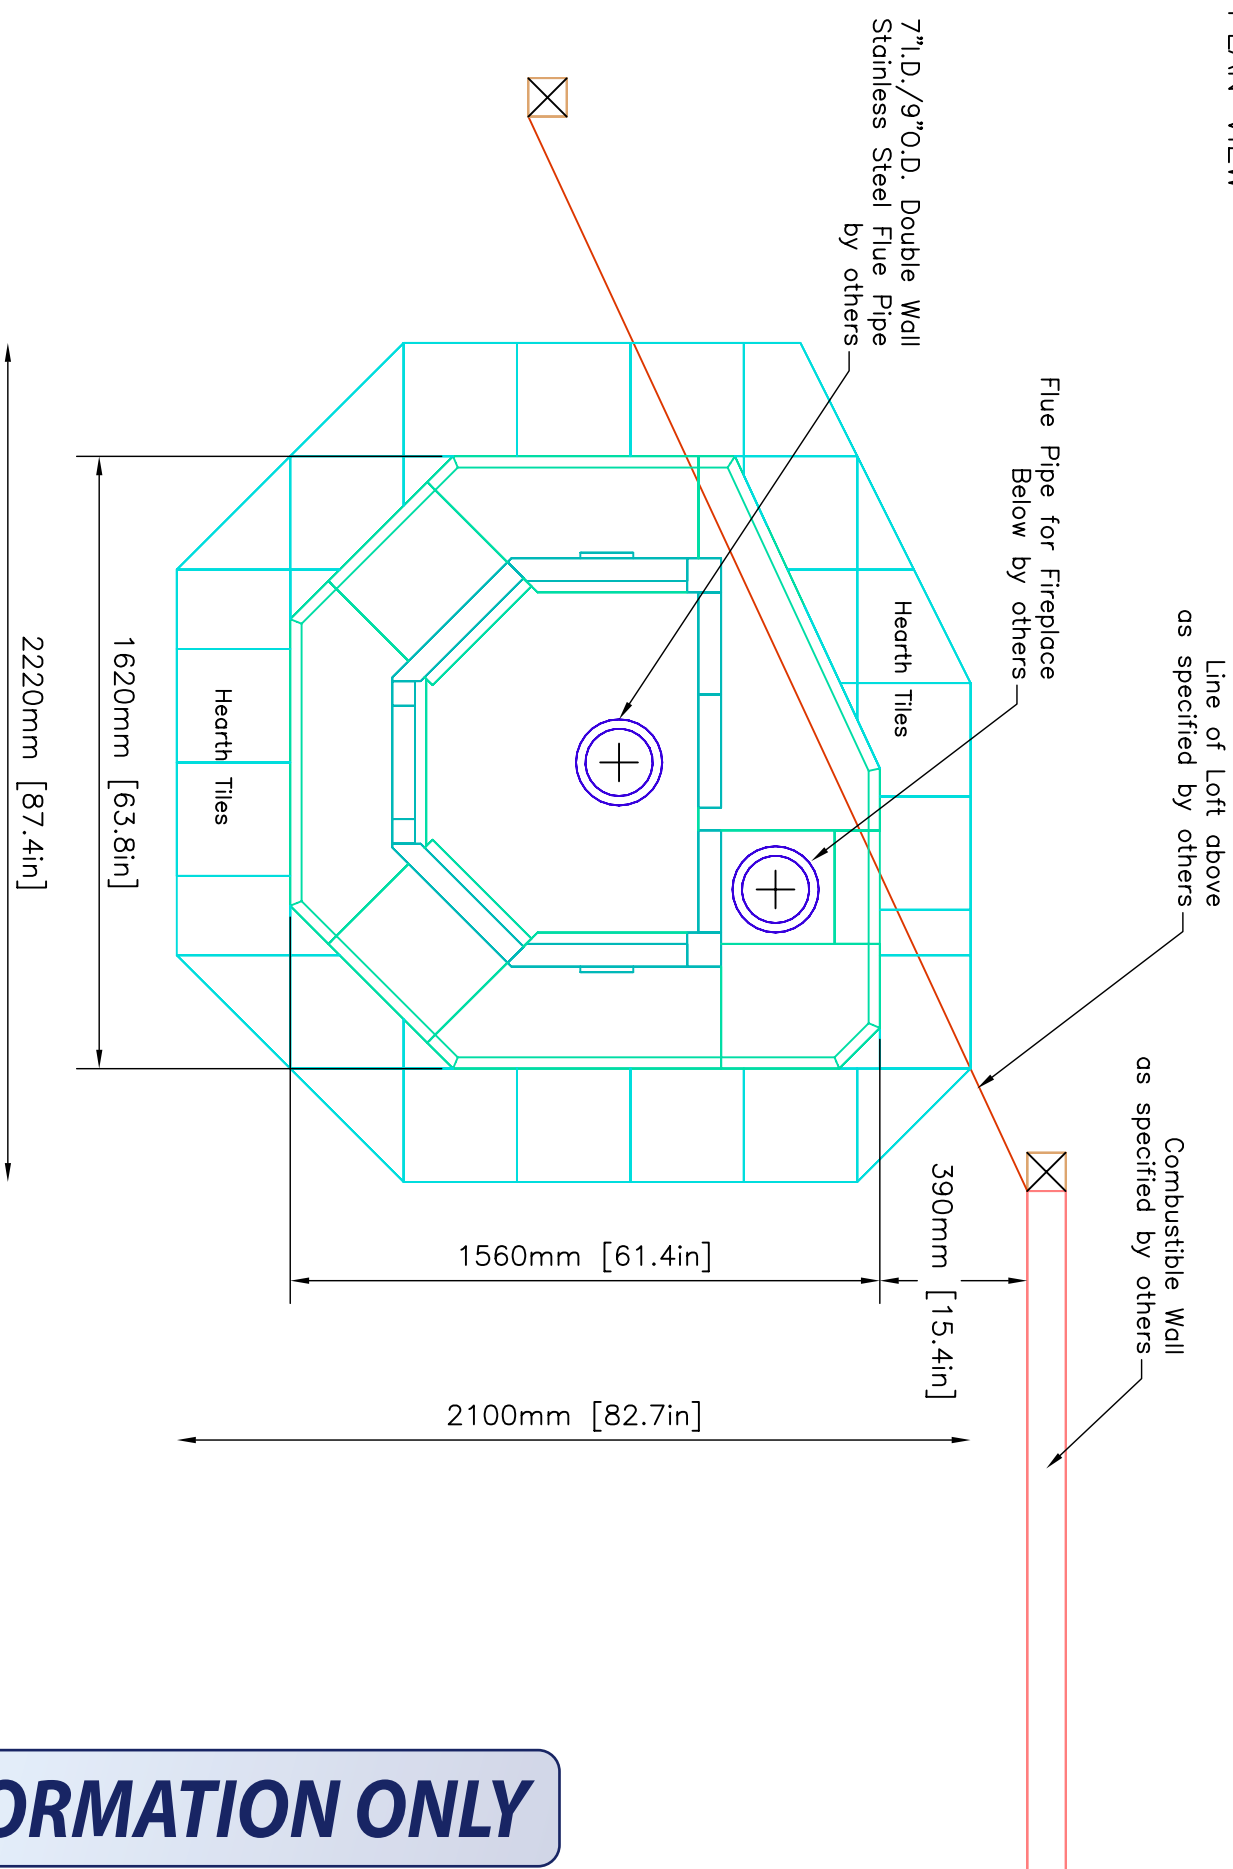 PLAN VIEW
Line of Loft above
as specified by others
Combustible Wall
as specified by others
Flue Pipe for Fireplace
Below by others
7"I.D./9"O.D. Double Wall
Stainless Steel Flue Pipe
by others
Hearth Tiles
Hearth Tiles
390mm [15.4in]
1560mm [61.4in]
2100mm [82.7in]
1620mm [63.8in]
2220mm [87.4in]
ORMATION ONLY